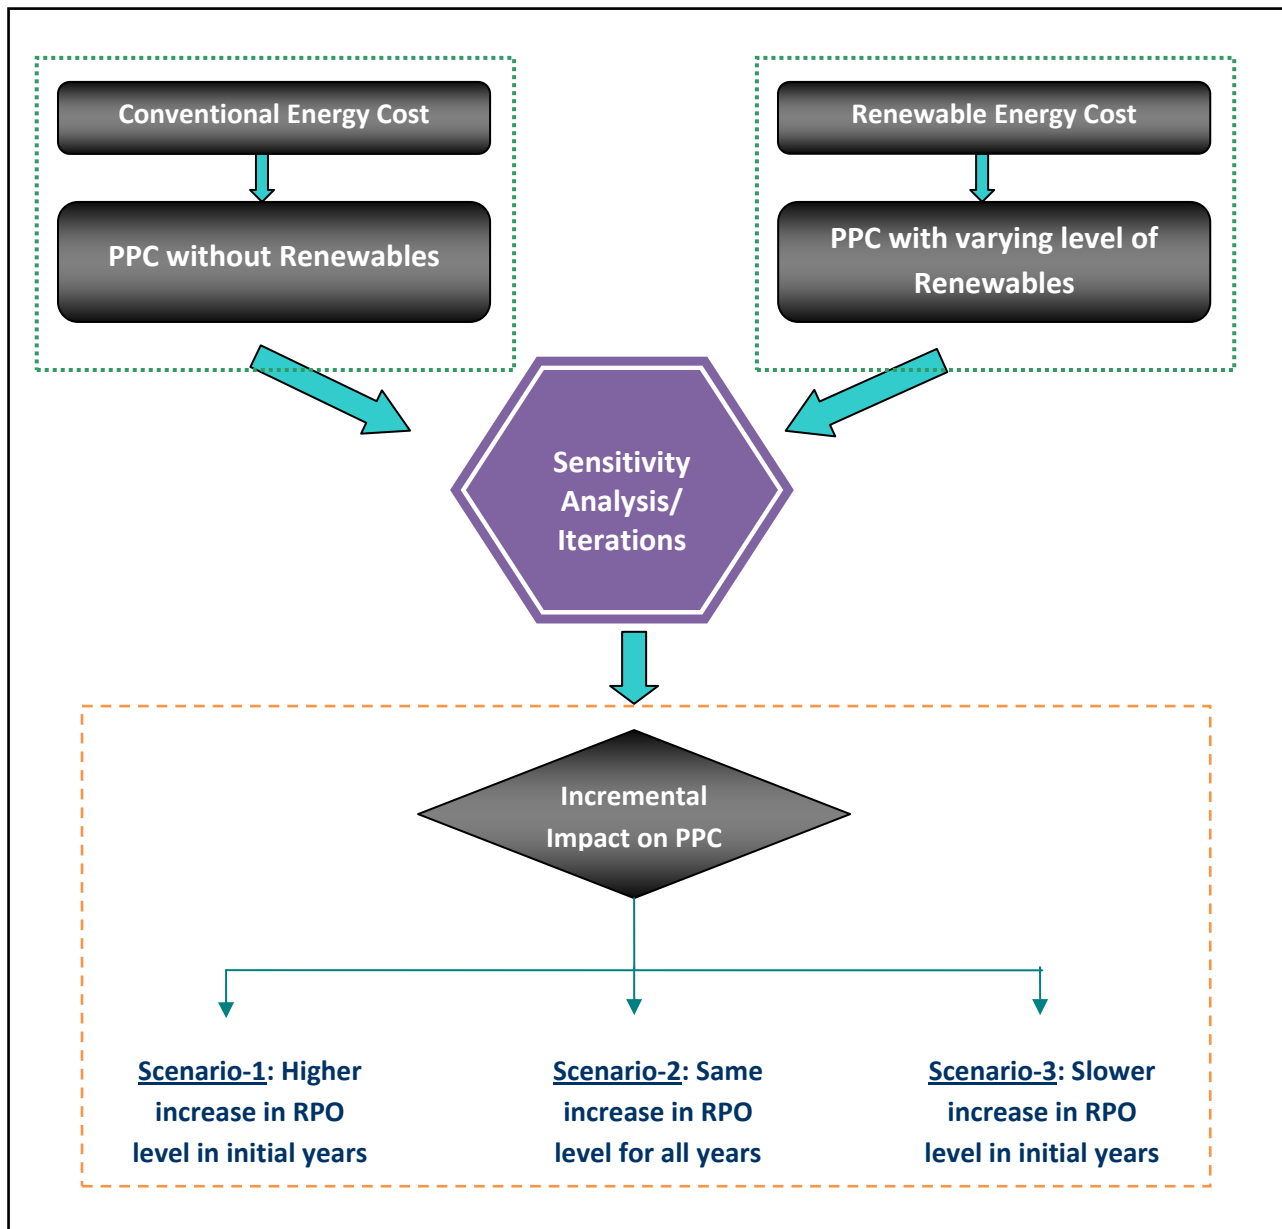 Conventional Energy Cost
Renewable Energy Cost
PPC without Renewables
PPC with varying level of
Renewables
Sensitivity
Analysis/
Iterations
Incremental
Impact on PPC
Scenario-1: Higher
increase in RPO
level in initial years
Scenario-2: Same
increase in RPO
level for all years
Scenario-3: Slower
increase in RPO
level in initial years